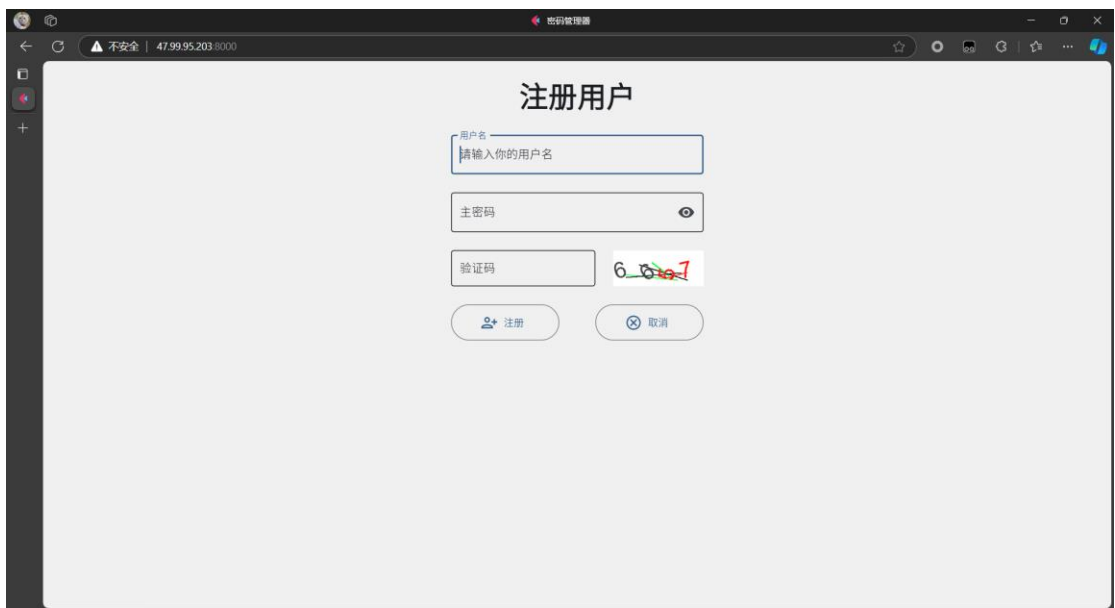 密码管理器
不安全 | 47.99.95.203:8000
注册用户
用户名
请输入你的用户名
主密码
验证码
注册
取消